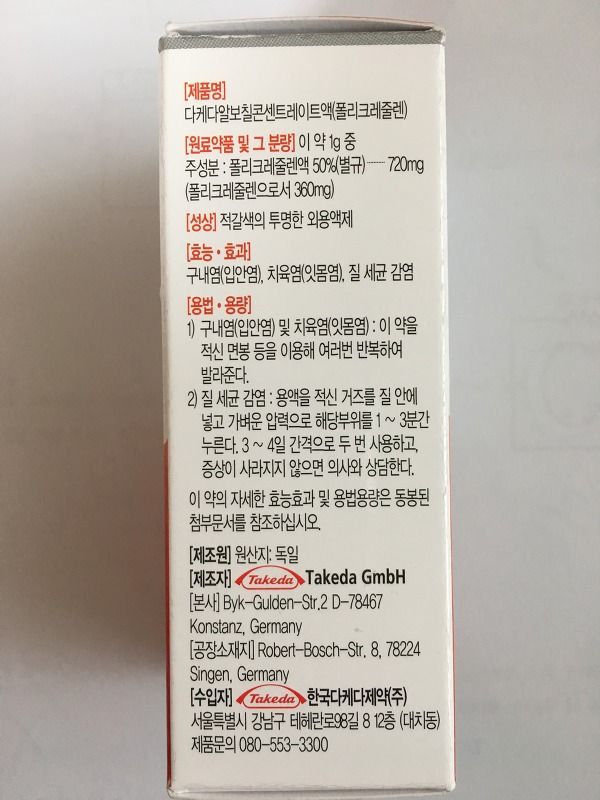 [제품명]
다케다알보칠콘센트레이트액(폴리크레줄렌)
[원료약품 및 그 분량] 이 약 1g 중
주성분 : 폴리크레줄렌액 50%(별규)┈┈ 720mg
(폴리크레줄렌으로서 360mg)
[성상] 적갈색의 투명한 외용액제
[효능·효과]
구내염(입안염), 치육염(잇몸염), 질 세균 감염
[용법·용량]
1) 구내염(입안염) 및 치육염(잇몸염) : 이 약을
적신 면봉 등을 이용해 여러번 반복하여
발라준다.
2) 질 세균 감염 : 용액을 적신 거즈를 질 안에
넣고 가벼운 압력으로 해당부위를 1 ~ 3분간
누른다. 3 ~ 4일 간격으로 두 번 사용하고,
증상이 사라지지 않으면 의사와 상담한다.
이 약의 자세한 효능효과 및 용법용량은 동봉된
첨부문서를 참조하십시오.
[제조원] 원산지: 독일
[제조자] Takeda Takeda GmbH
[본사] Byk-Gulden-Str.2 D-78467
Konstanz, Germany
[공장소재지] Robert-Bosch-Str. 8, 78224
Singen, Germany
[수입자] Takeda 한국다케다제약(주)
서울특별시 강남구 테헤란로98길 8 12층 (대치동)
제품문의 080-553-3300